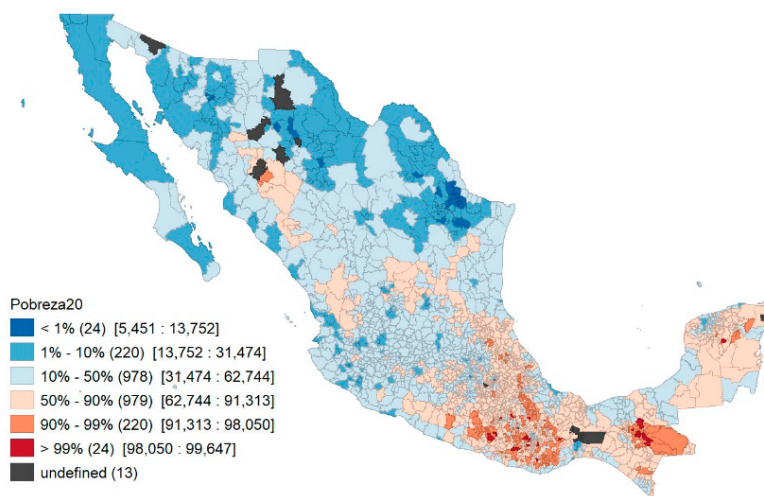 Pobreza20
< 1% (24) [5,451 : 13,752]
1% - 10% (220) [13,752 : 31,474]
10% - 50% (978) [31,474 : 62,744]
50% - 90% (979) [62,744 : 91,313]
90% - 99% (220) [91,313 : 98,050]
> 99% (24) [98,050 : 99,647]
undefined (13)